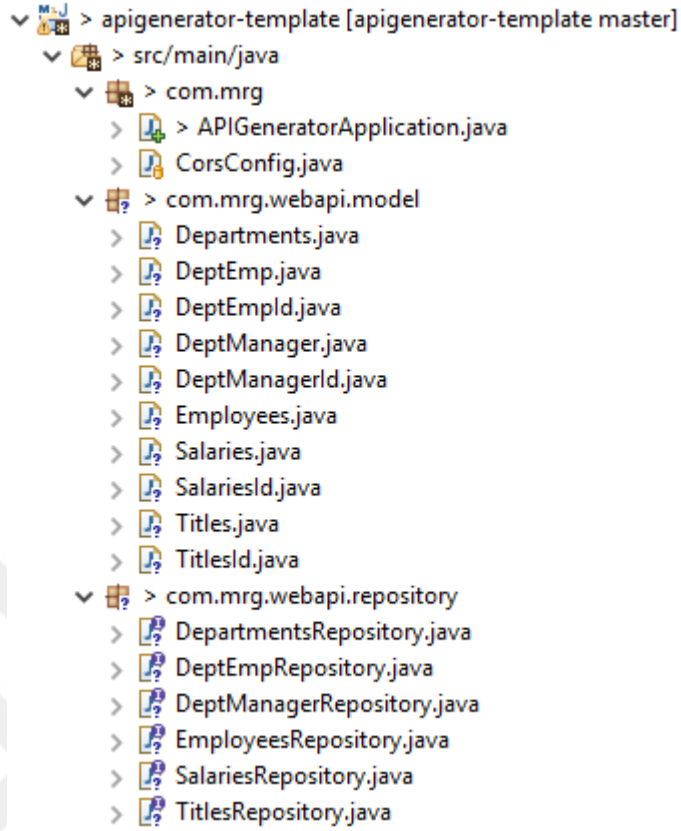 > apigenerator-template [apigenerator-template master]
> src/main/java
> com.mrg
> APIGeneratorApplication.java
CorsConfig.java
> com.mrg.webapi.model
Departments.java
DeptEmp.java
DeptEmpId.java
DeptManager.java
DeptManagerId.java
Employees.java
Salaries.java
SalariesId.java
Titles.java
TitlesId.java
> com.mrg.webapi.repository
DepartmentsRepository.java
DeptEmpRepository.java
DeptManagerRepository.java
EmployeesRepository.java
SalariesRepository.java
TitlesRepository.java